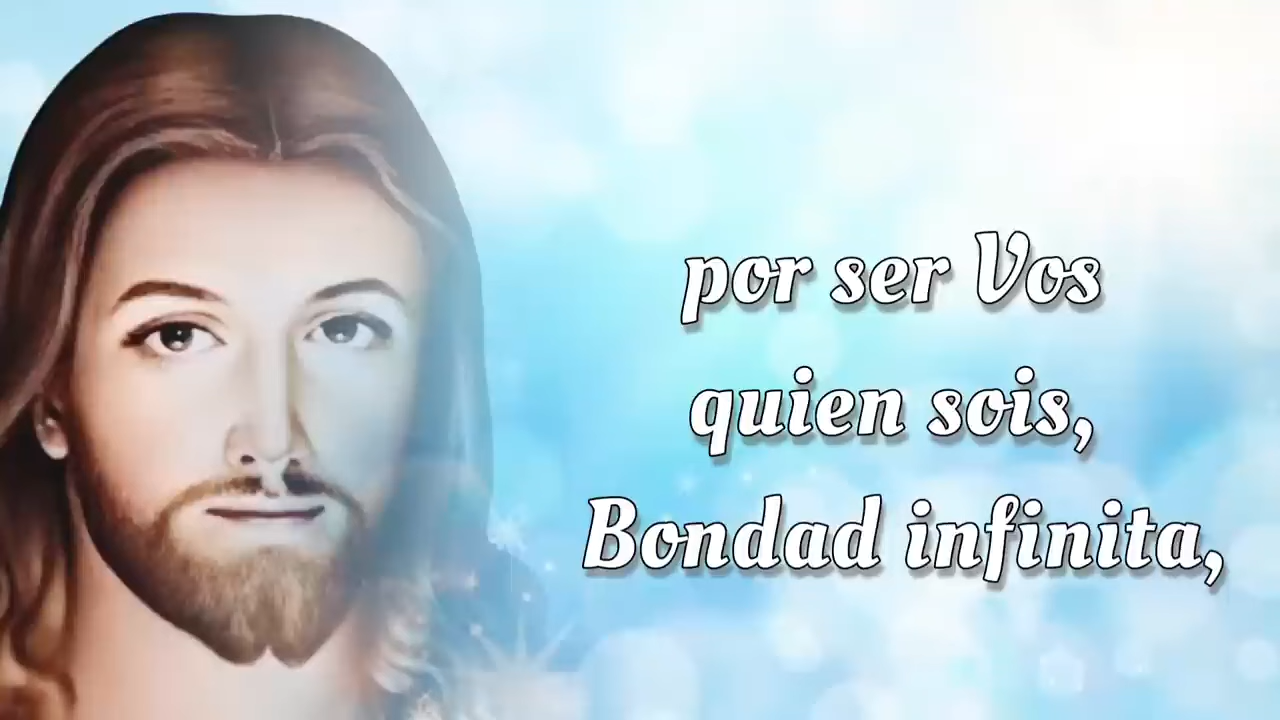 por ser Vos
quien sois,
Bondad infinita,